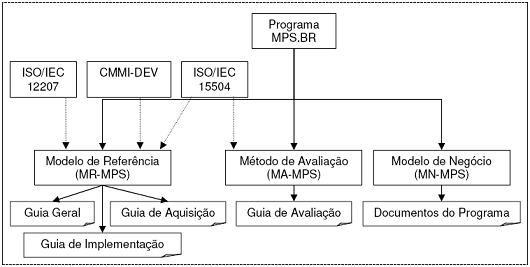 Programa
MPS.BR
ISO/IEC
12207
CMMI-DEV
ISO/IEC
15504
Modelo de Referência
(MR-MPS)
Método de Avaliação
(MA-MPS)
Modelo de Negócio
(MN-MPS)
Guia Geral
Guia de Aquisição
Guia de Avaliação
Documentos do Programa
Guia de Implementação